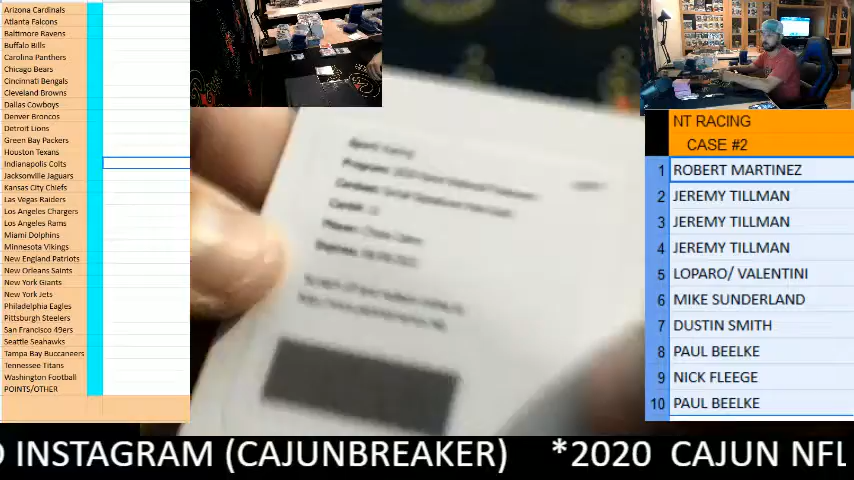 Arizona Cardinals
Atlanta Falcons
Baltimore Ravens
Buffalo Bills
Carolina Panthers
Chicago Bears
Cincinnati Bengals
Cleveland Browns
Dallas Cowboys
Denver Broncos
Detroit Lions
Green Bay Packers
Houston Texans
Indianapolis Colts
Jacksonville Jaguars
Kansas City Chiefs
Las Vegas Raiders
Los Angeles Chargers
Los Angeles Rams
Miami Dolphins
Minnesota Vikings
New England Patriots
New Orleans Saints
New York Giants
New York Jets
Philadelphia Eagles
Pittsburg Steelers
San Francisco 49ers
Seattle Seahawks
Tampa Bay Buccaneers
Tennessee Titans
Washington Football
POINTS/OTHER
NT RACING
CASE #2
1 ROBERT MARTINEZ
2 JEREMY TILLMAN
3 JEREMY TILLMAN
4 JEREMY TILLMAN
5 LOPARO/ VALENTINI
6 MIKE SUNDERLAND
7 DUSTIN SMITH
8 PAUL BEELKE
9 NICK FLEEGE
10 PAUL BEELKE
INSTAGRAM (CAJUNBREAKER) *2020 CAJUN NFL